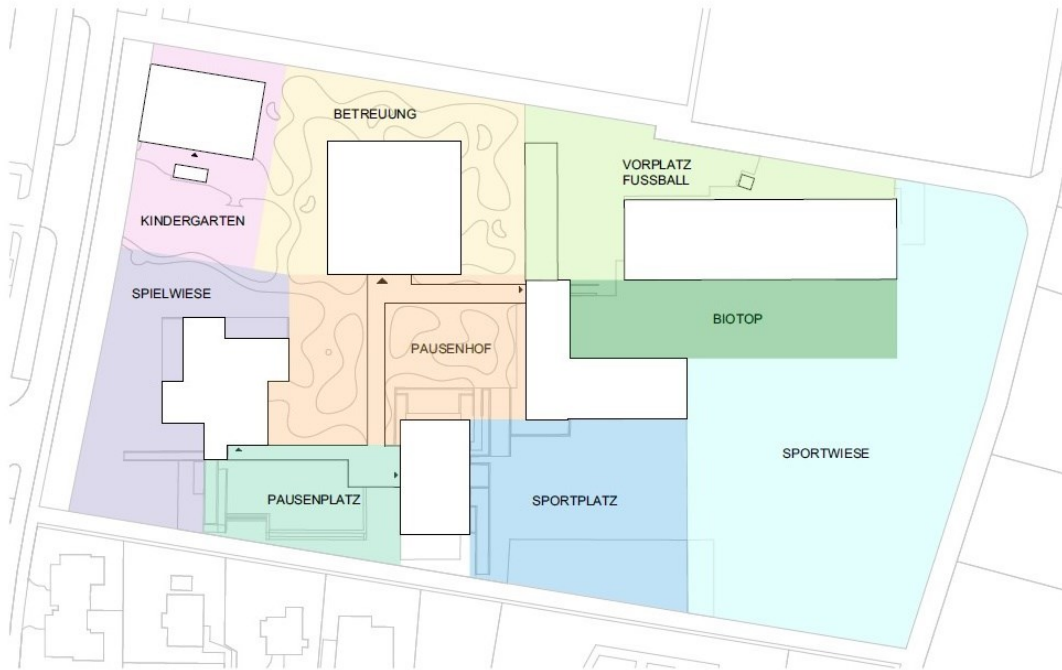 BETREUUNG
VORPLATZ
FUSSBALL
KINDERGARTEN
SPIELWIESE
BIOTOP
PAUSENHOF
SPORTWIESE
PAUSENPLATZ
SPORTPLATZ